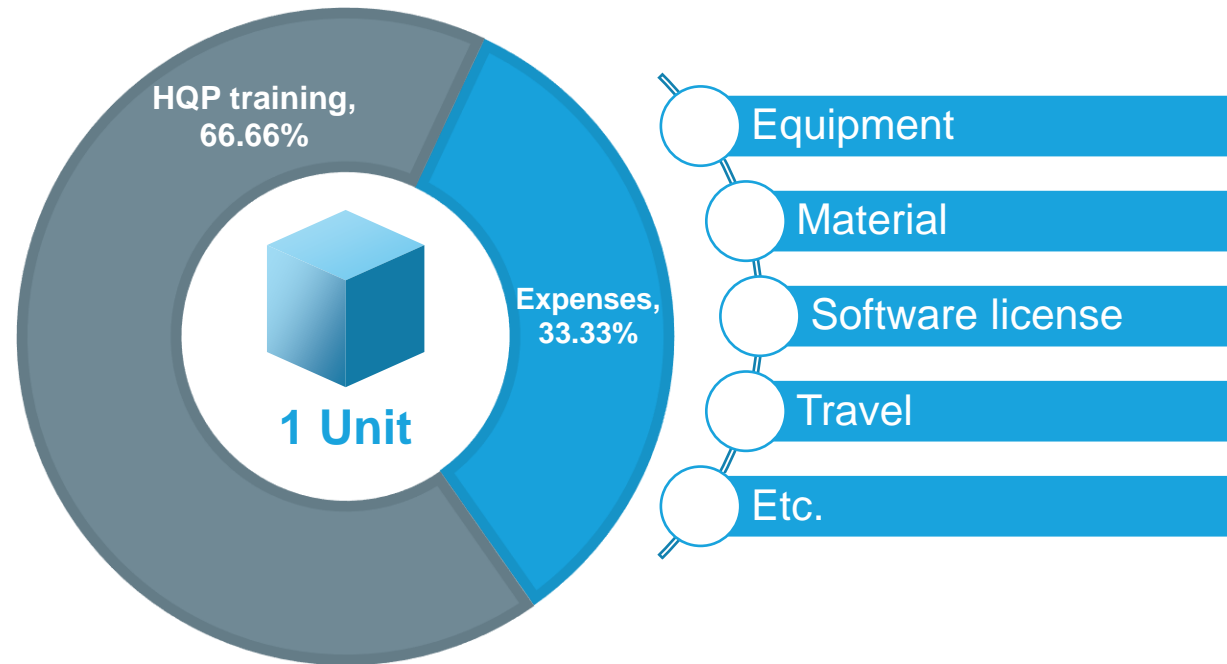 HQP training,
66.66%
Expenses,
33.33%
1 Unit
Equipment
Material
Software license
Travel
Etc.